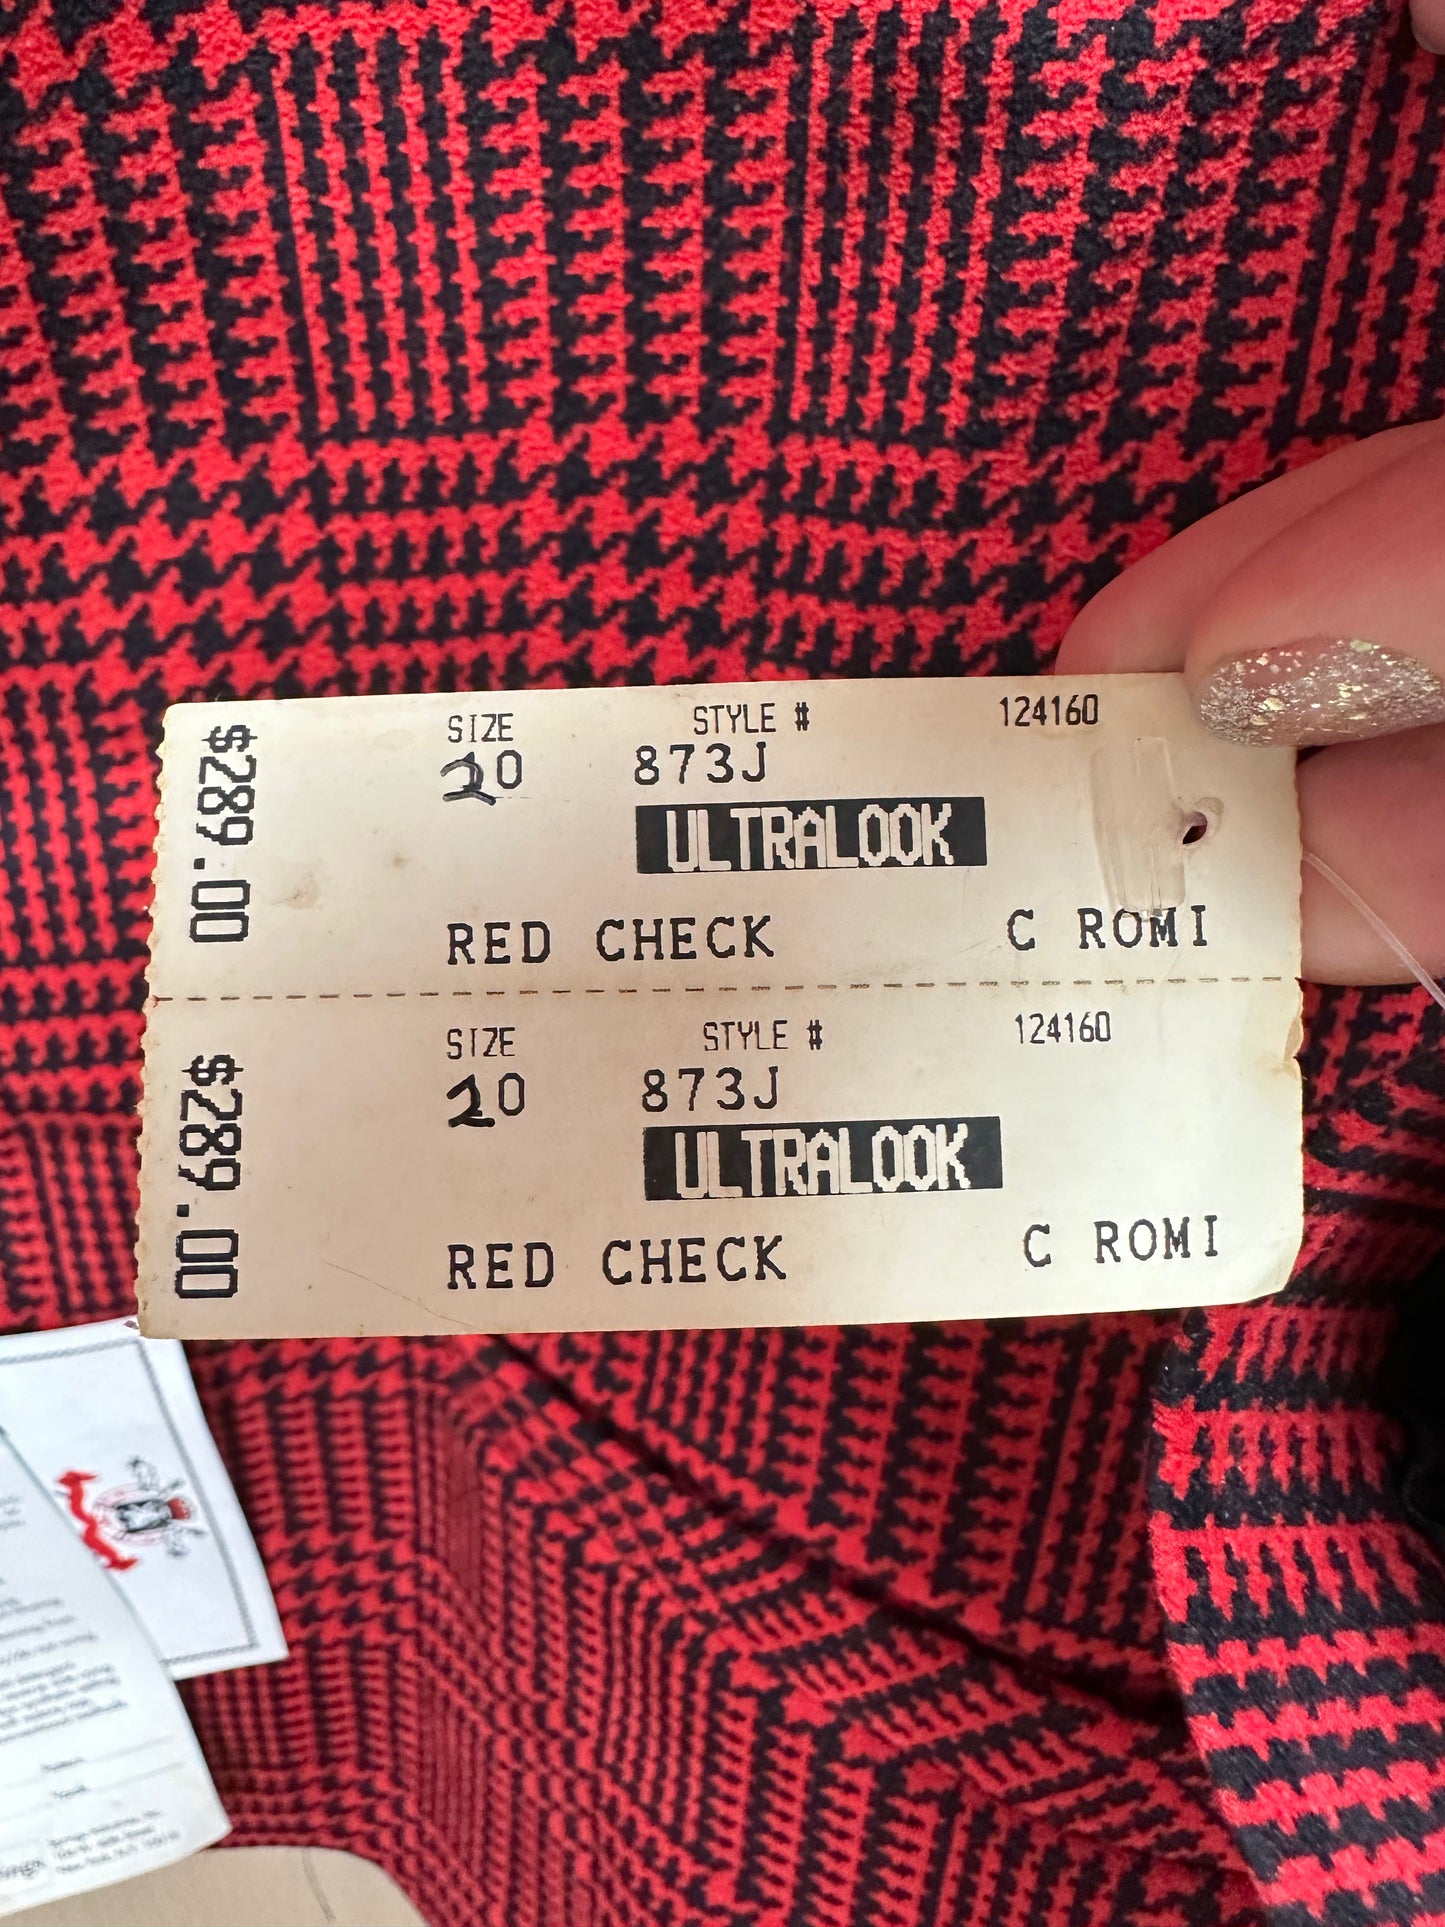 $289.00
SIZE STYLE # 124160
20 873J
ULTRALOOK
RED CHECK C ROMI
$289.00
SIZE STYLE # 124160
20 873J
ULTRALOOK
RED CHECK C ROMI